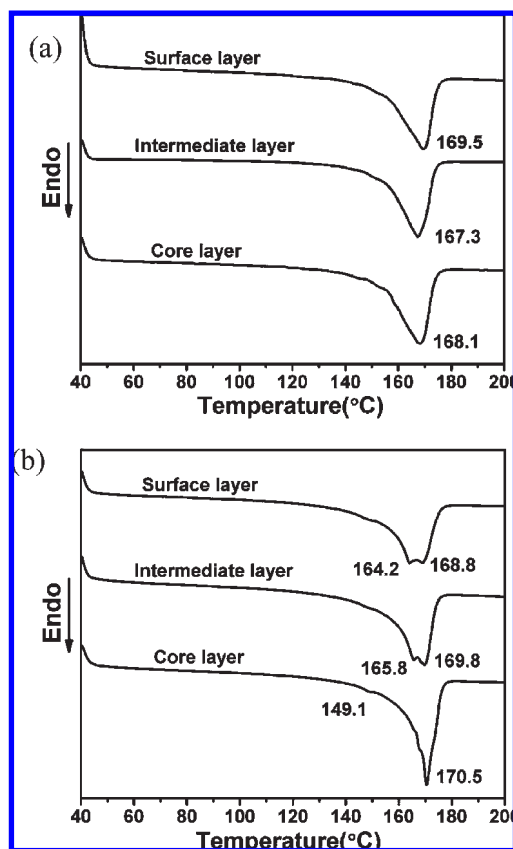 (a)
Surface layer
169.5
Intermediate layer
167.3
Core layer
168.1
Endo
40 60 80 100 120 140 160 180 200
Temperature(°C)
(b)
Surface layer
164.2 168.8
Intermediate layer
165.8 169.8
Core layer
149.1
170.5
Endo
40 60 80 100 120 140 160 180 200
Temperature(°C)